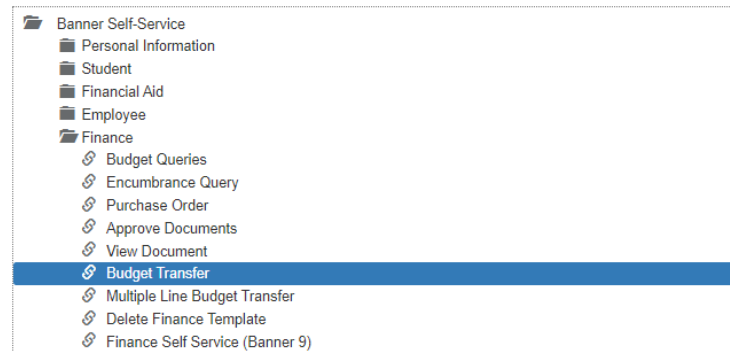 Banner Self-Service
Personal Information
Student
Financial Aid
Employee
Finance
Budget Queries
Encumbrance Query
Purchase Order
Approve Documents
View Document
Budget Transfer
Multiple Line Budget Transfer
Delete Finance Template
Finance Self Service (Banner 9)